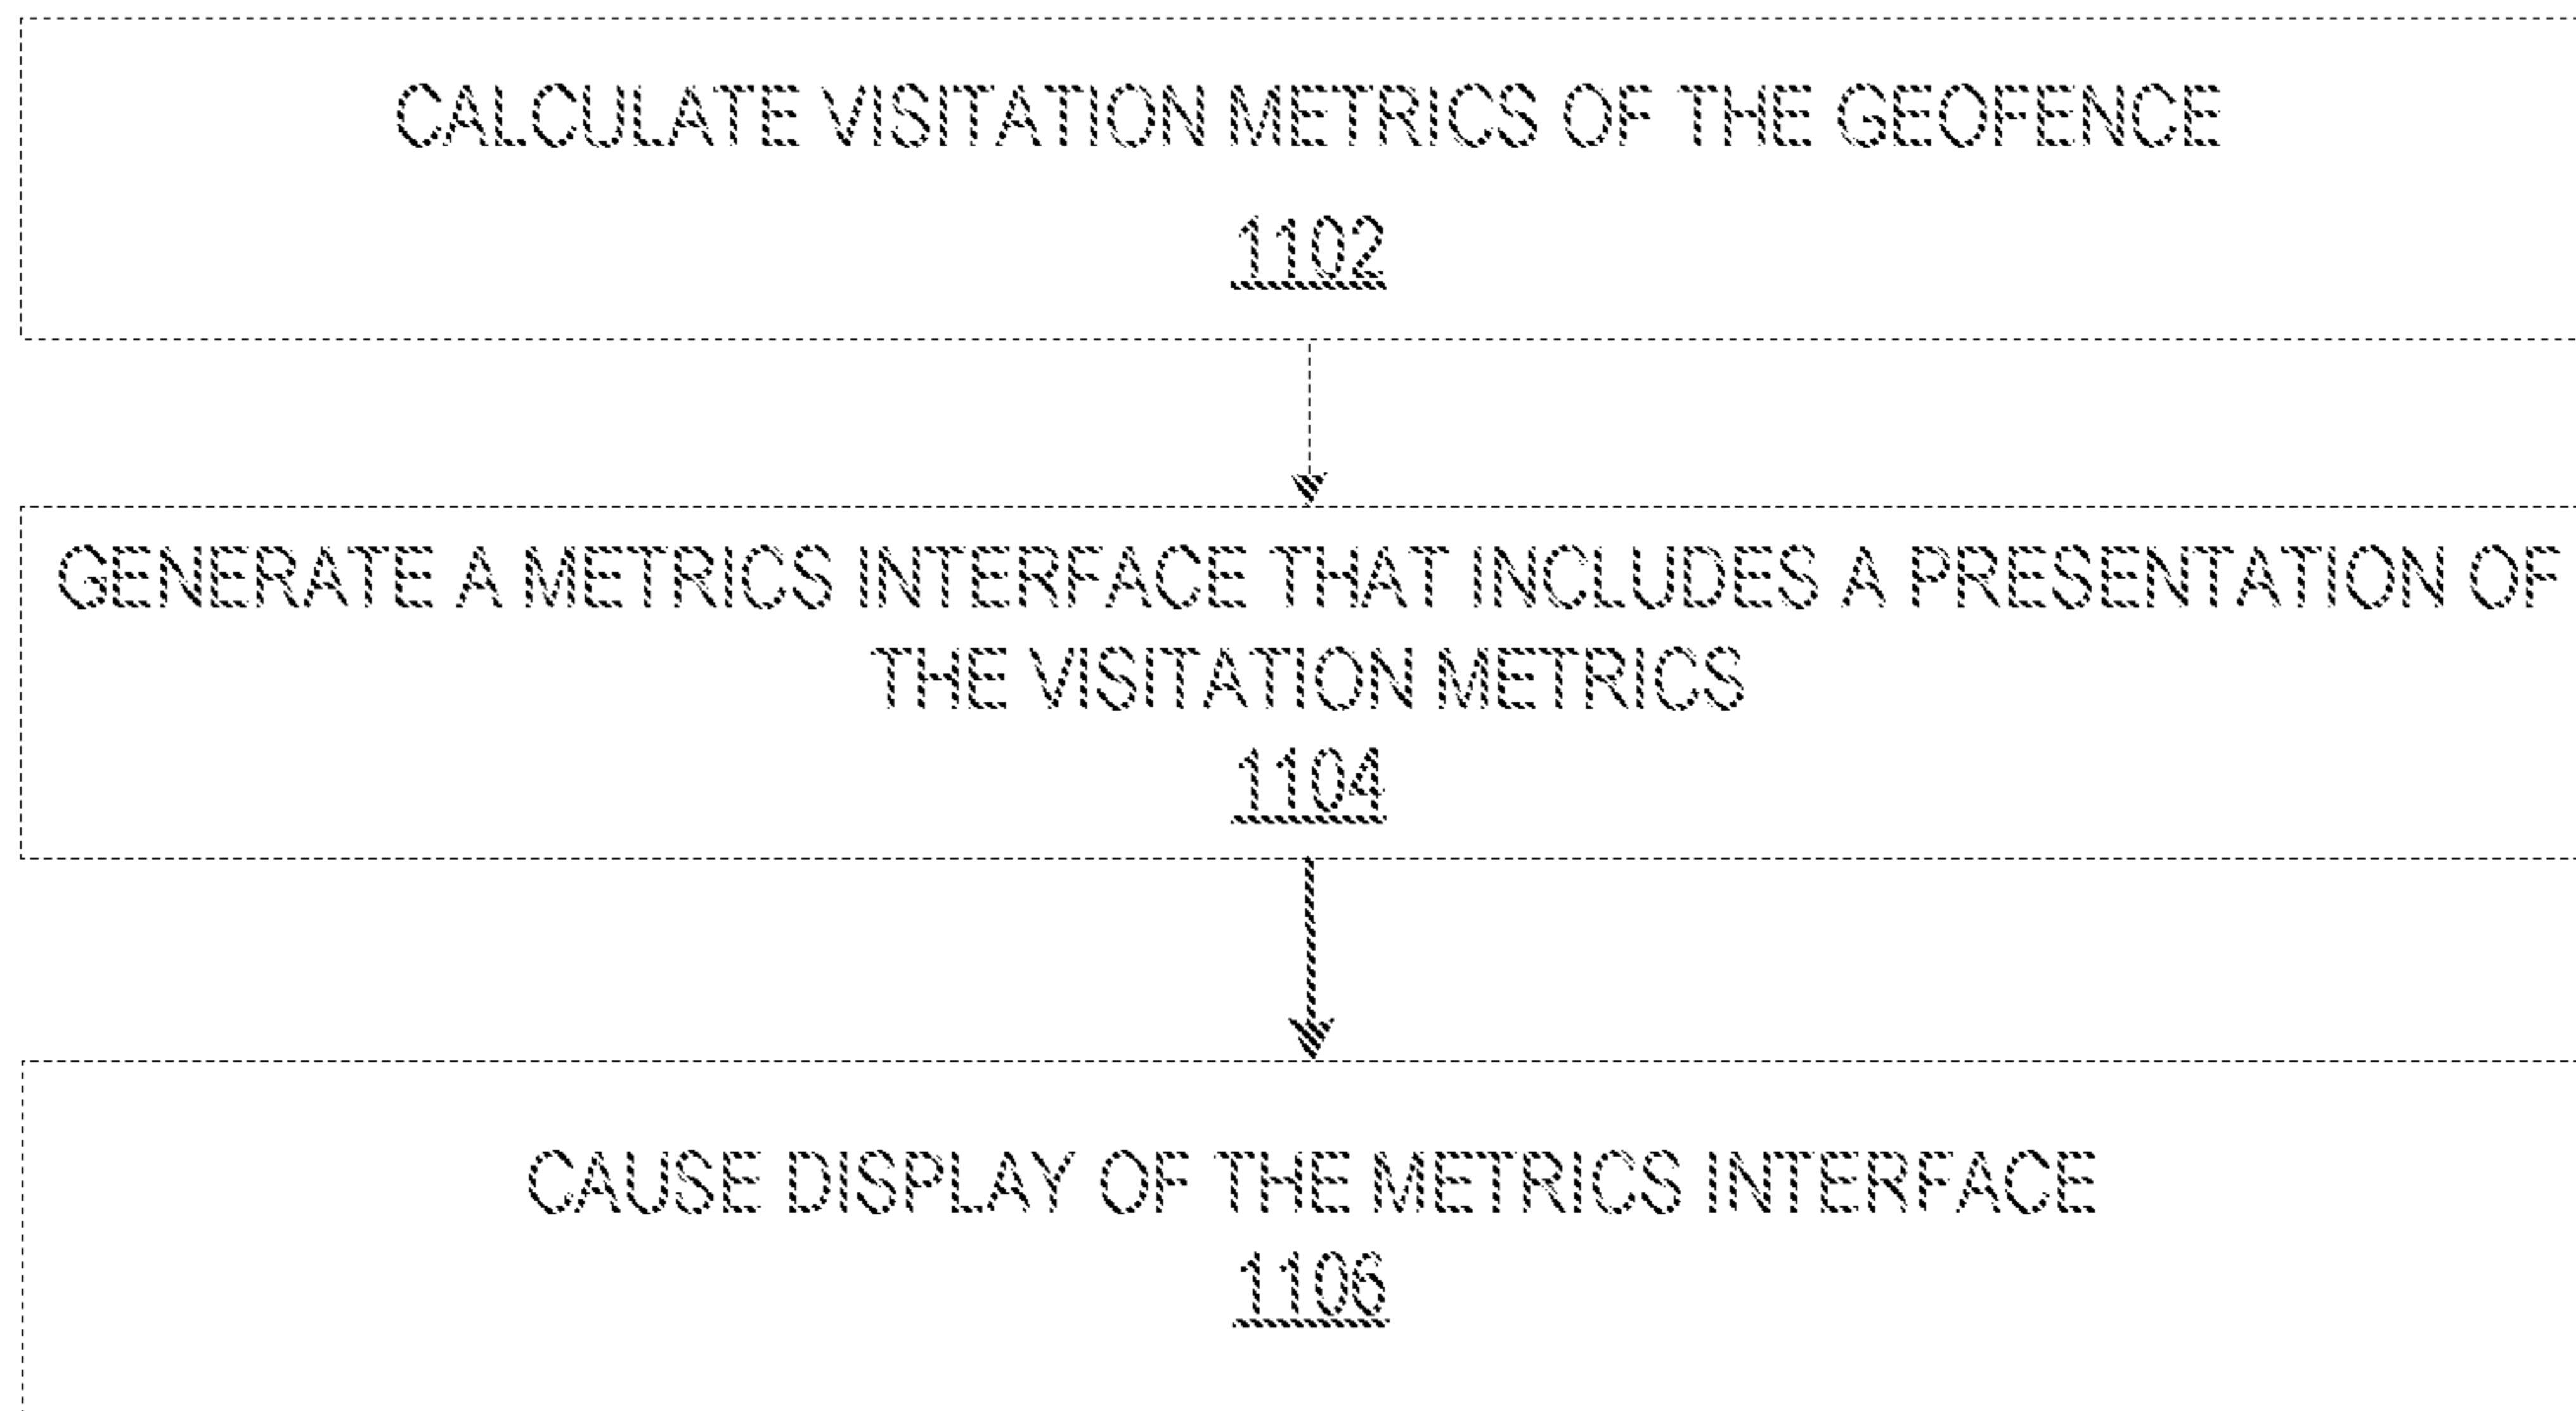 CALCULATE VISITATION METRICS OF THE GEOFENCE
1102
GENERATE A METRICS INTERFACE THAT INCLUDES A PRESENTATION OF
THE VISITATION METRICS
1104
CAUSE DISPLAY OF THE METRICS INTERFACE
1106